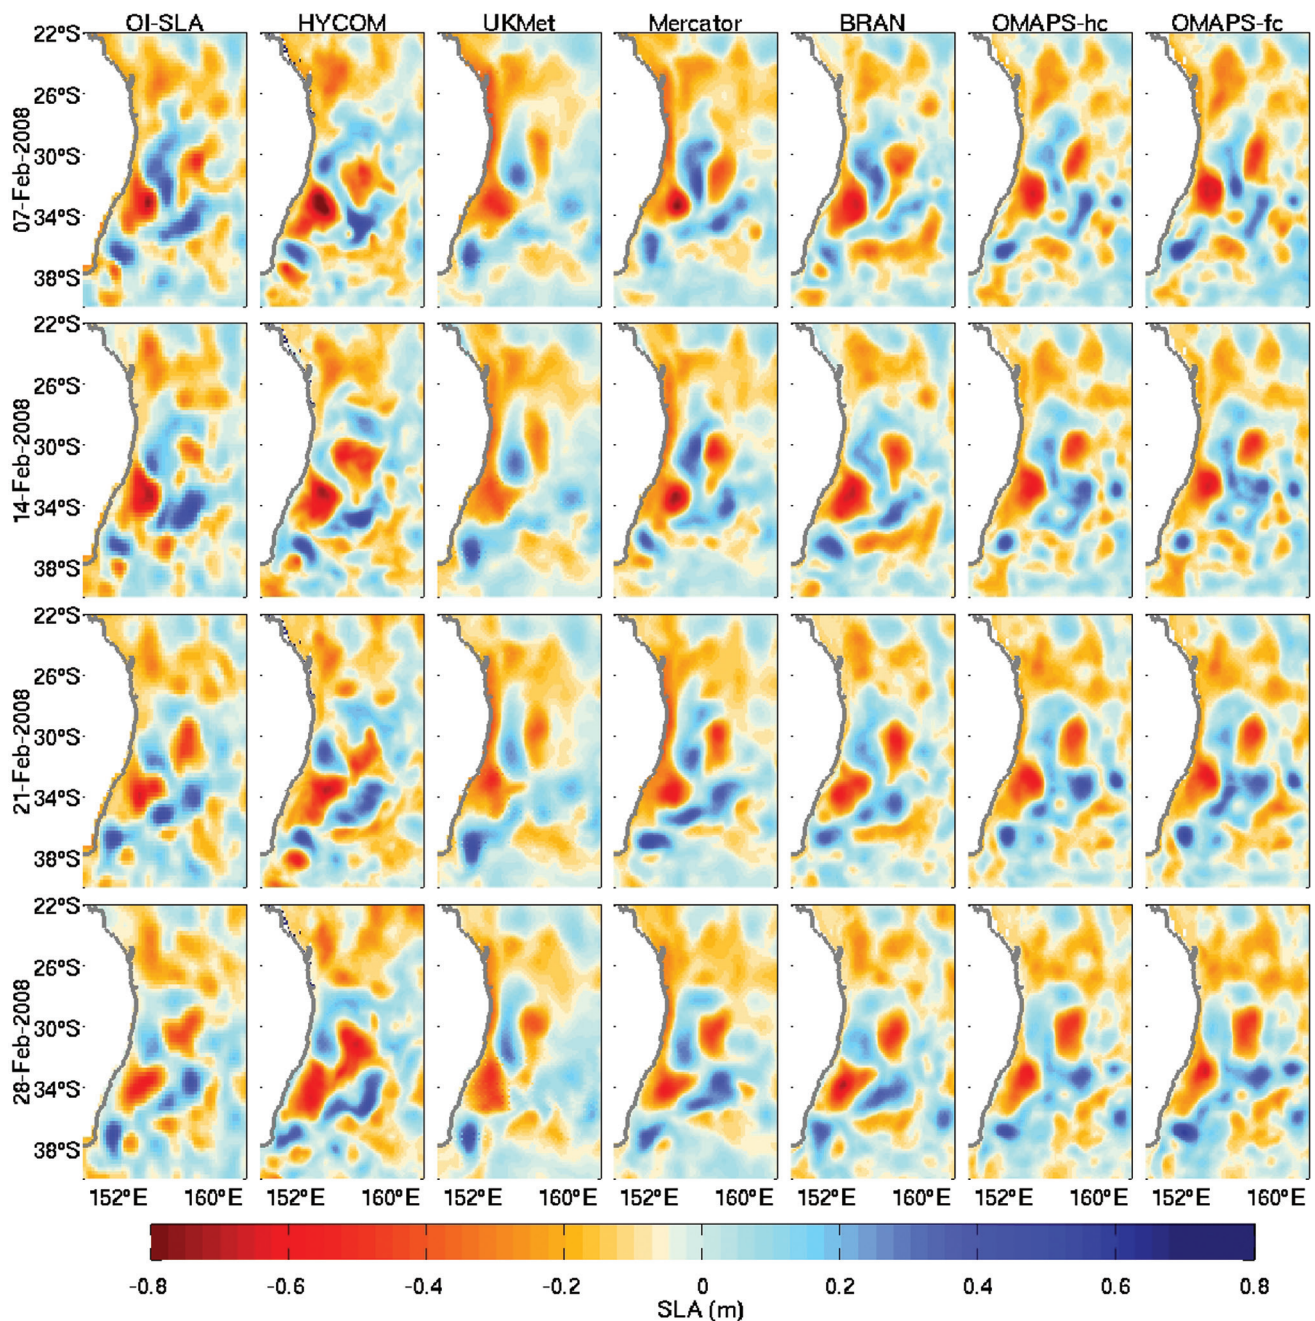 OI-SLA HYCOM UKMet Mercator BRAN OMAPS-hc OMAPS-fc
22°S
26°S
30°S
34°S
38°S
07-Feb-2008
22°S
26°S
30°S
34°S
38°S
14-Feb-2008
22°S
26°S
30°S
34°S
38°S
21-Feb-2008
22°S
26°S
30°S
34°S
38°S
28-Feb-2008
152°E 160°E 152°E 160°E 152°E 160°E 152°E 160°E 152°E 160°E 152°E 160°E 152°E 160°E
-0.8 -0.6 -0.4 -0.2 0 0.2 0.4 0.6 0.8
SLA (m)